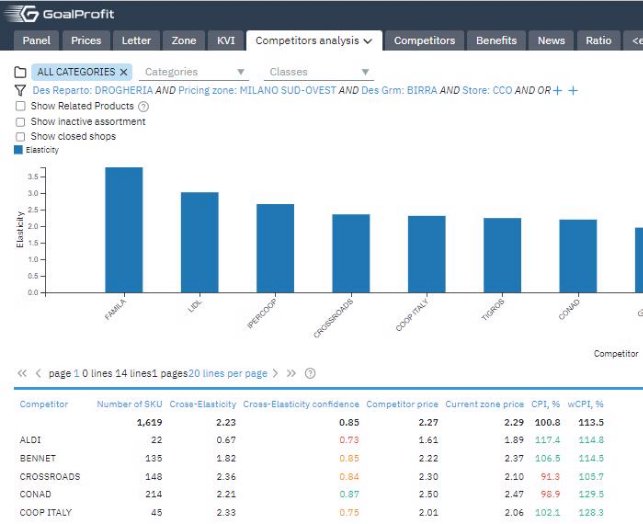 GoalProfit
Panel Prices Letter Zone KVI Competitors analysis Competitors Benefits News Ratio
ALL CATEGORIES × Categories Classes
Des Reparto: DROGHERIA AND Pricing zone: MILANO SUD-OVEST AND Des Grm: BIRRA AND Store: CCO AND OR + +
Show Related Products ?
Show inactive assortment
Show closed shops
Elasticity
3.5
3.0
2.5
2.0
1.5
1.0
0.5
0.0
Elasticity
FAMILA LIDL IPERCOOP CROSSROADS COOP ITALY TIGROS CONAD
Competitor
<< < page 1 0 lines 14 lines1 pages20 lines per page > >> ?
Competitor Number of SKU Cross-Elasticity Cross-Elasticity confidence Competitor price Current zone price CPI, % wCPI, %
1,619 2.23 0.85 2.27 2.29 100.8 113.5
ALDI 22 0.67 0.73 1.61 1.89 117.4 114.8
BENNET 135 1.82 0.85 2.22 2.37 106.5 114.5
CROSSROADS 148 2.36 0.84 2.30 2.10 91.3 105.7
CONAD 214 2.21 0.87 2.50 2.47 98.9 129.5
COOP ITALY 45 2.33 0.75 2.01 2.06 102.1 128.3